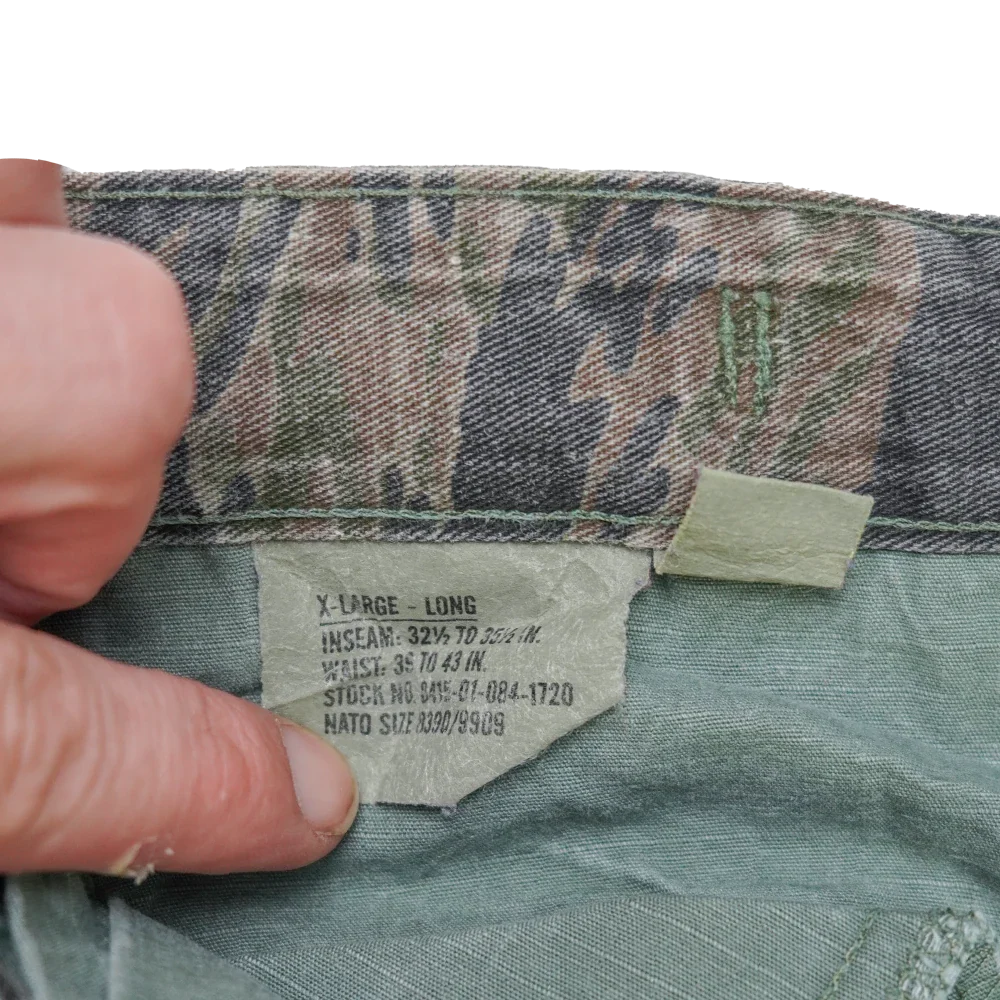 X-LARGE - LONG
INSEAM: 32½ TO 35½ IN.
WAIST: 39 TO 43 IN.
STOCK NO. 8415-01-084-1720
NATO SIZE 8390/9909